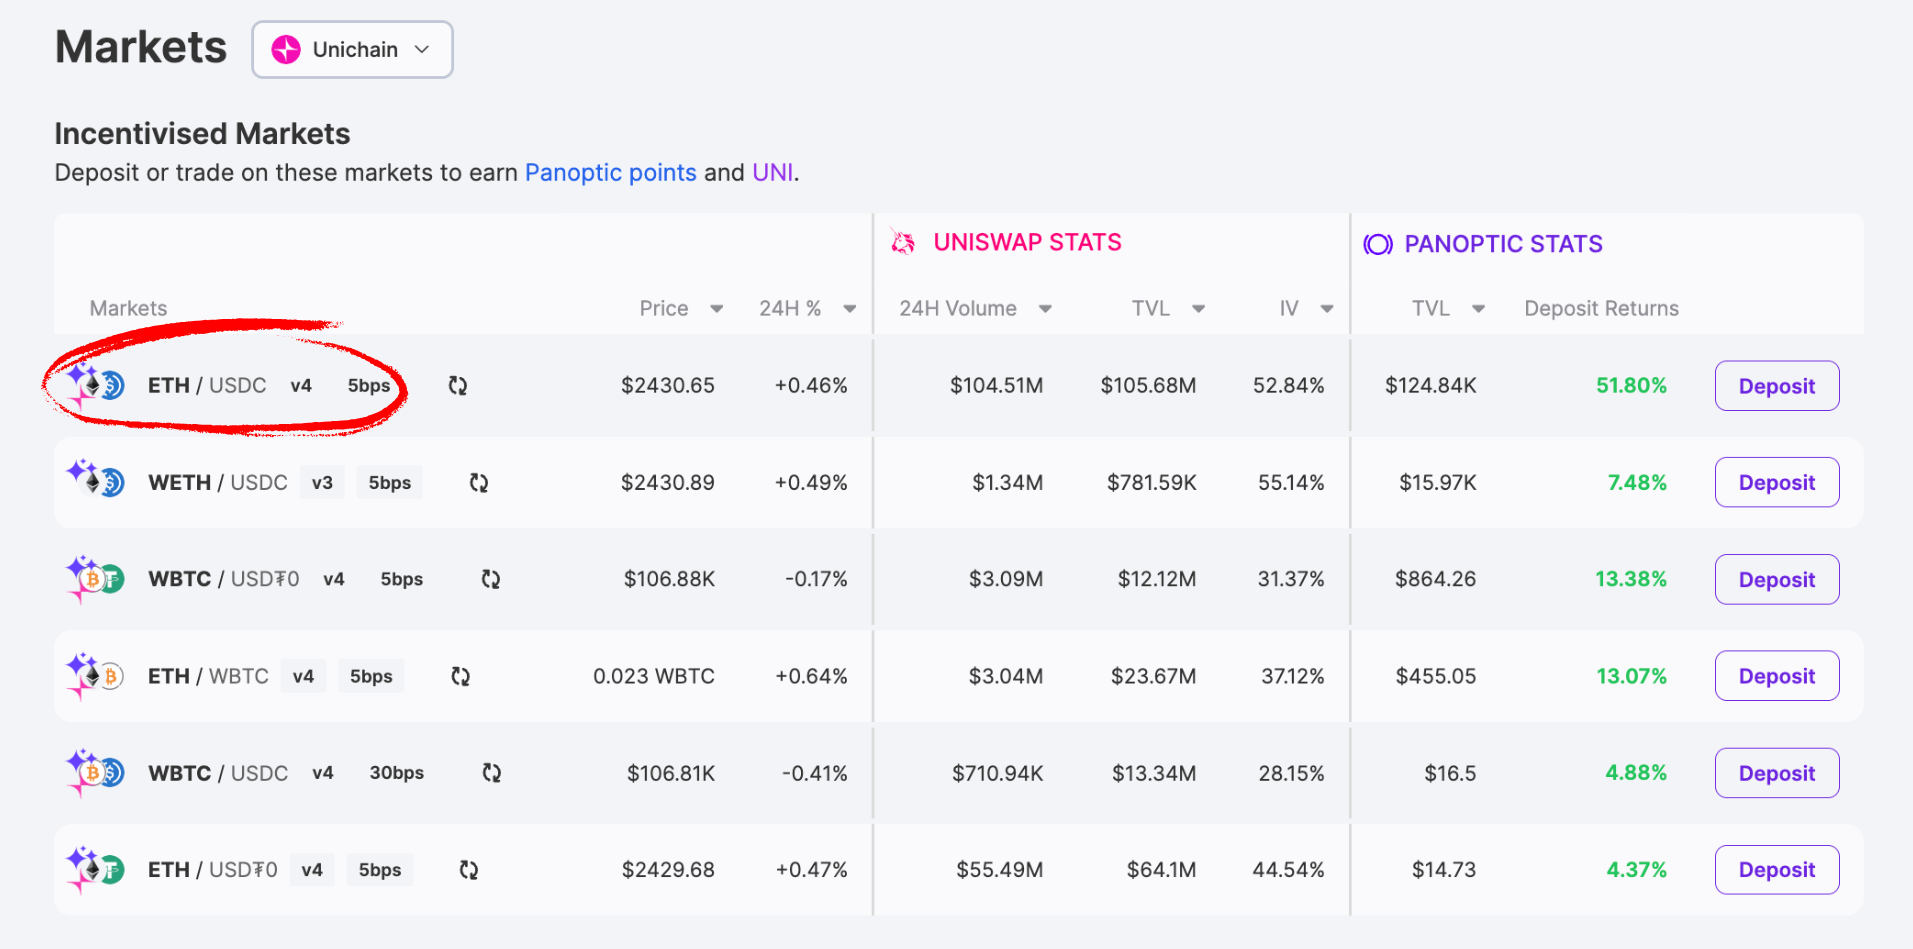 Markets Unichain
Incentivised Markets
Deposit or trade on these markets to earn Panoptic points and UNI.
UNISWAP STATS PANOPTIC STATS
Markets Price 24H % 24H Volume TVL IV TVL Deposit Returns
ETH / USDC v4 5bps $2430.65 +0.46% $104.51M $105.68M 52.84% $124.84K 51.80% Deposit
WETH / USDC v3 5bps $2430.89 +0.49% $1.34M $781.59K 55.14% $15.97K 7.48% Deposit
WBTC / USD₮0 v4 5bps $106.88K -0.17% $3.09M $12.12M 31.37% $864.26 13.38% Deposit
ETH / WBTC v4 5bps 0.023 WBTC +0.64% $3.04M $23.67M 37.12% $455.05 13.07% Deposit
WBTC / USDC v4 30bps $106.81K -0.41% $710.94K $13.34M 28.15% $16.5 4.88% Deposit
ETH / USD₮0 v4 5bps $2429.68 +0.47% $55.49M $64.1M 44.54% $14.73 4.37% Deposit